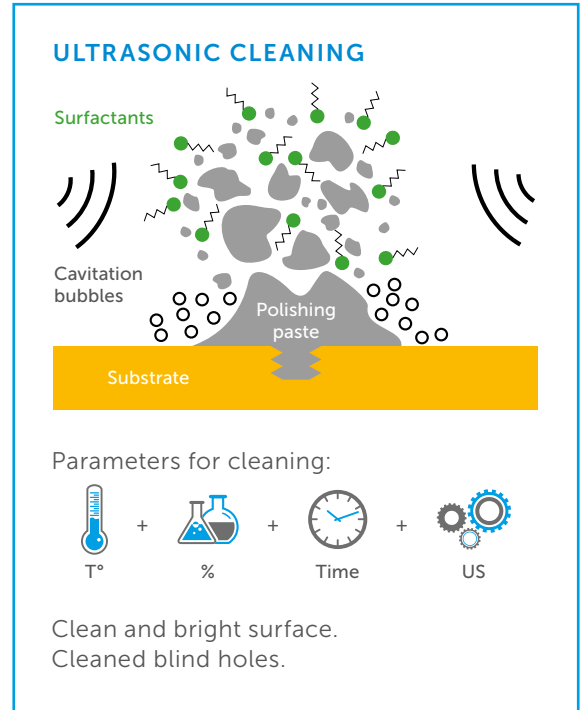 ULTRASONIC CLEANING
Surfactants
Cavitation
bubbles
Polishing
paste
Substrate
Parameters for cleaning:
+ + +
T° % Time US
Clean and bright surface.
Cleaned blind holes.